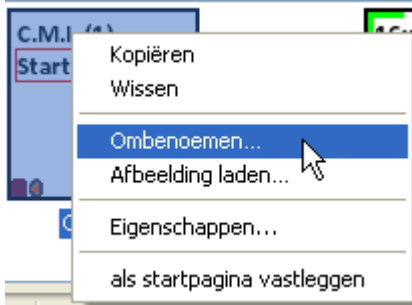 C.M.I. (1)
Start
Kopiëren
Wissen
Ombenoemen...
Afbeelding laden...
Eigenschappen...
als startpagina vastleggen